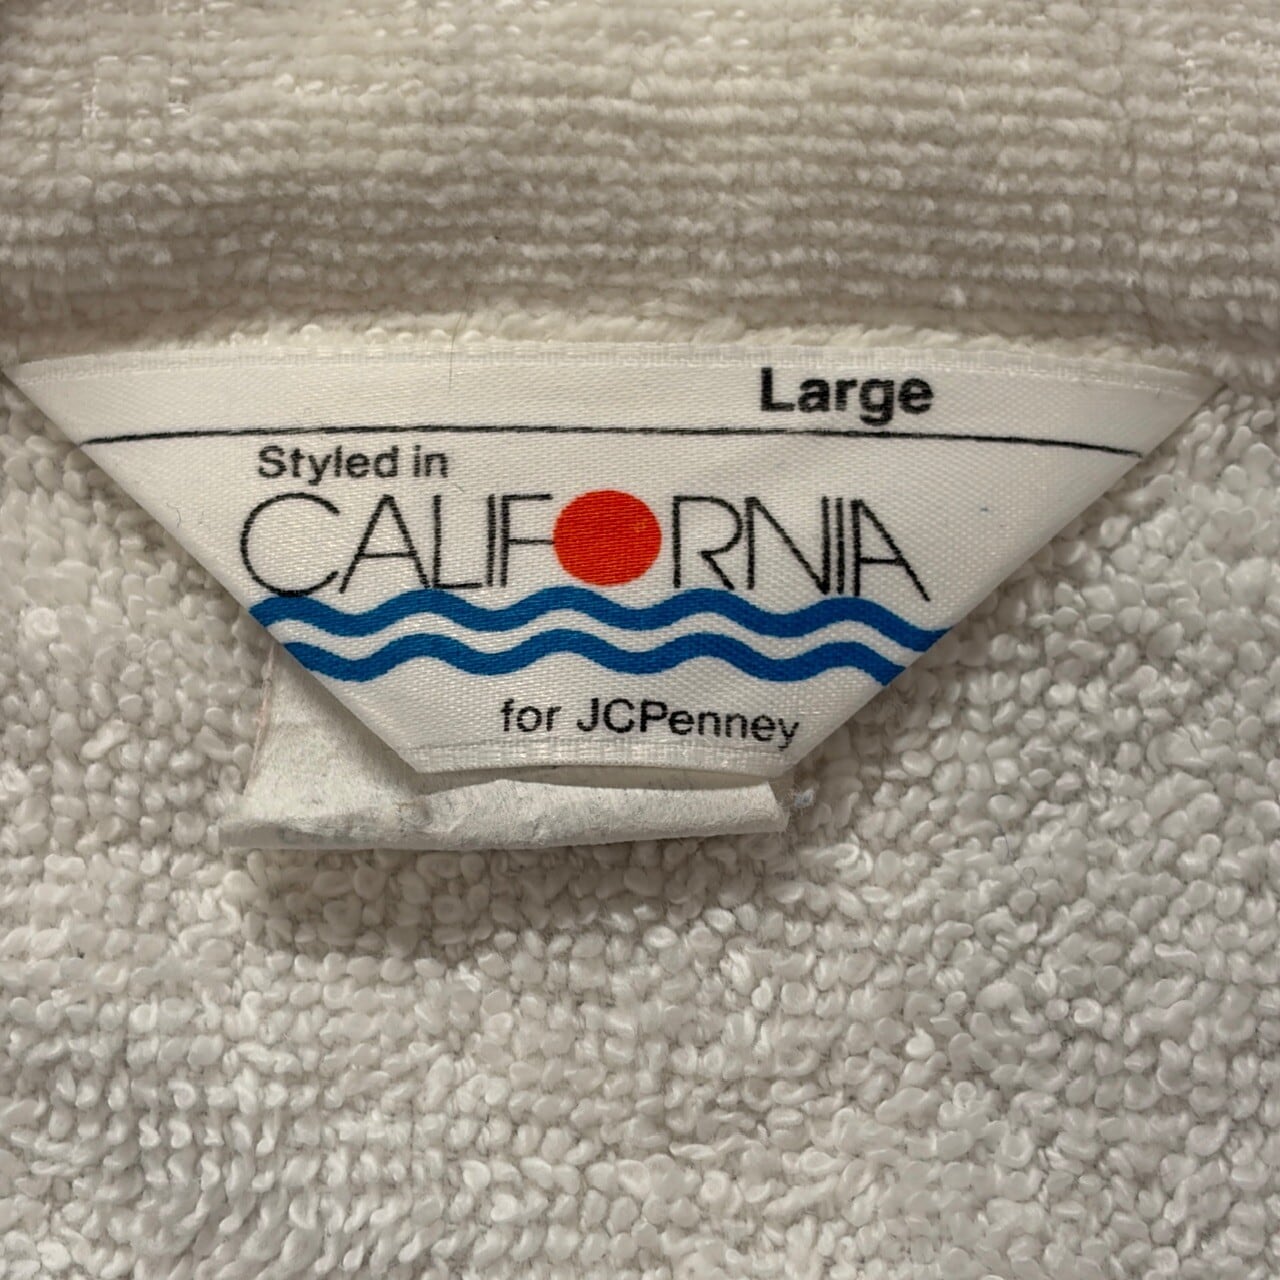 Large
Styled in
CALIFORNIA
for JCPenney